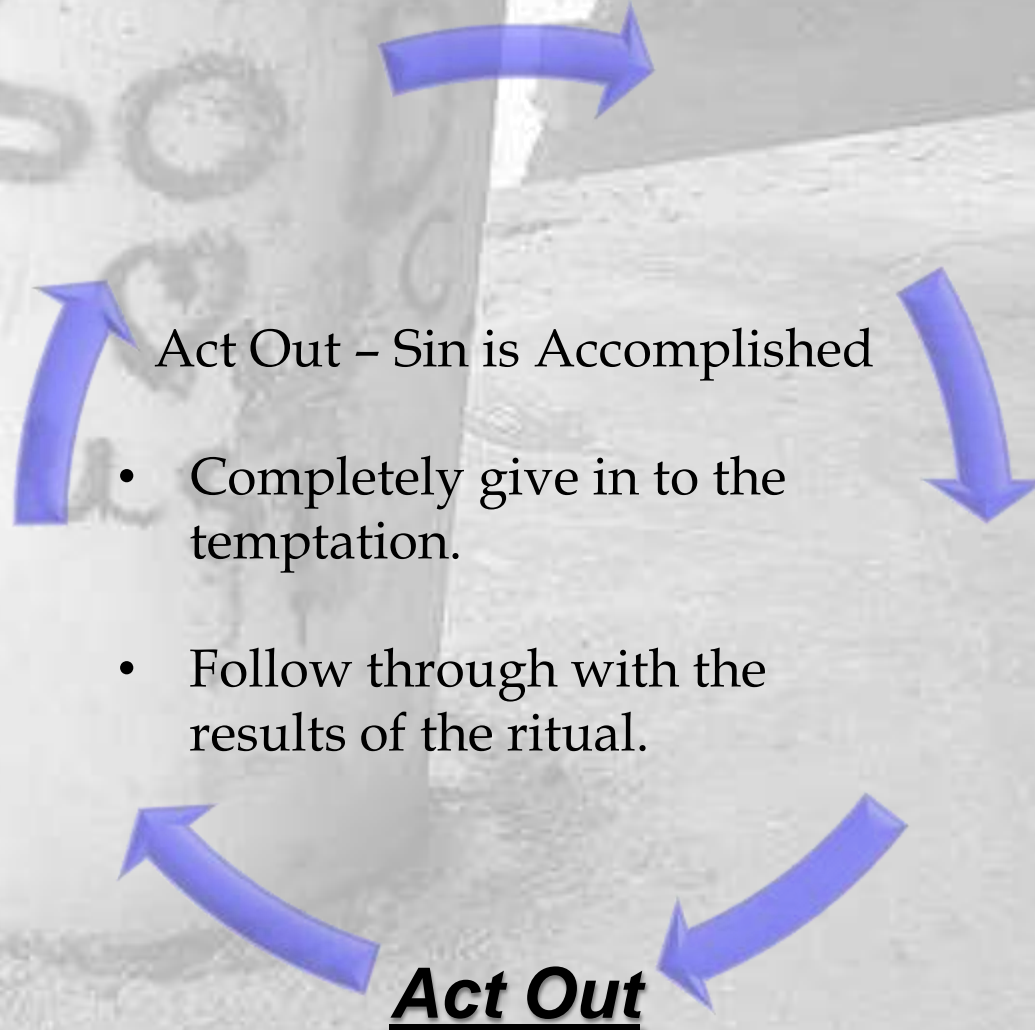 Act Out – Sin is Accomplished
• Completely give in to the
temptation.
• Follow through with the
results of the ritual.
Act Out